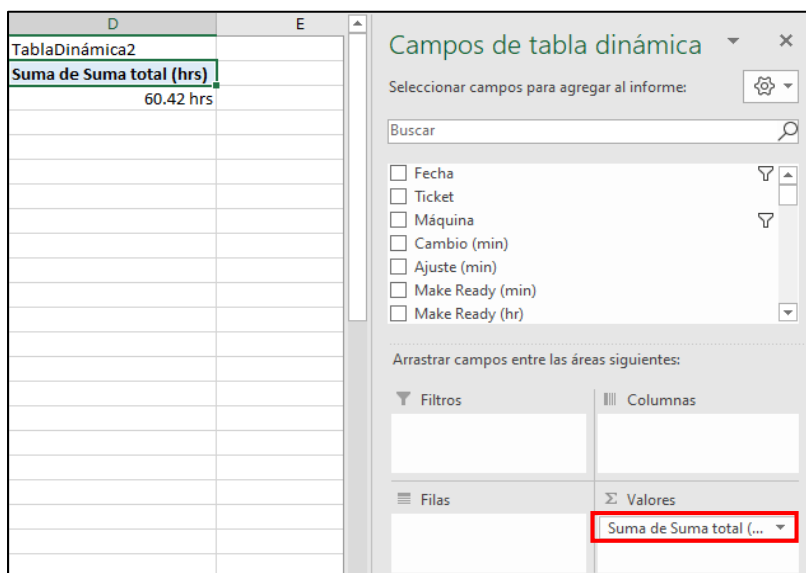 D E
TablaDinámica2
Suma de Suma total (hrs)
60.42 hrs
Campos de tabla dinámica
Seleccionar campos para agregar al informe:
Buscar
Fecha
Ticket
Máquina
Cambio (min)
Ajuste (min)
Make Ready (min)
Make Ready (hr)
Arrastrar campos entre las áreas siguientes:
Filtros
Columnas
Filas
Σ Valores
Suma de Suma total (...